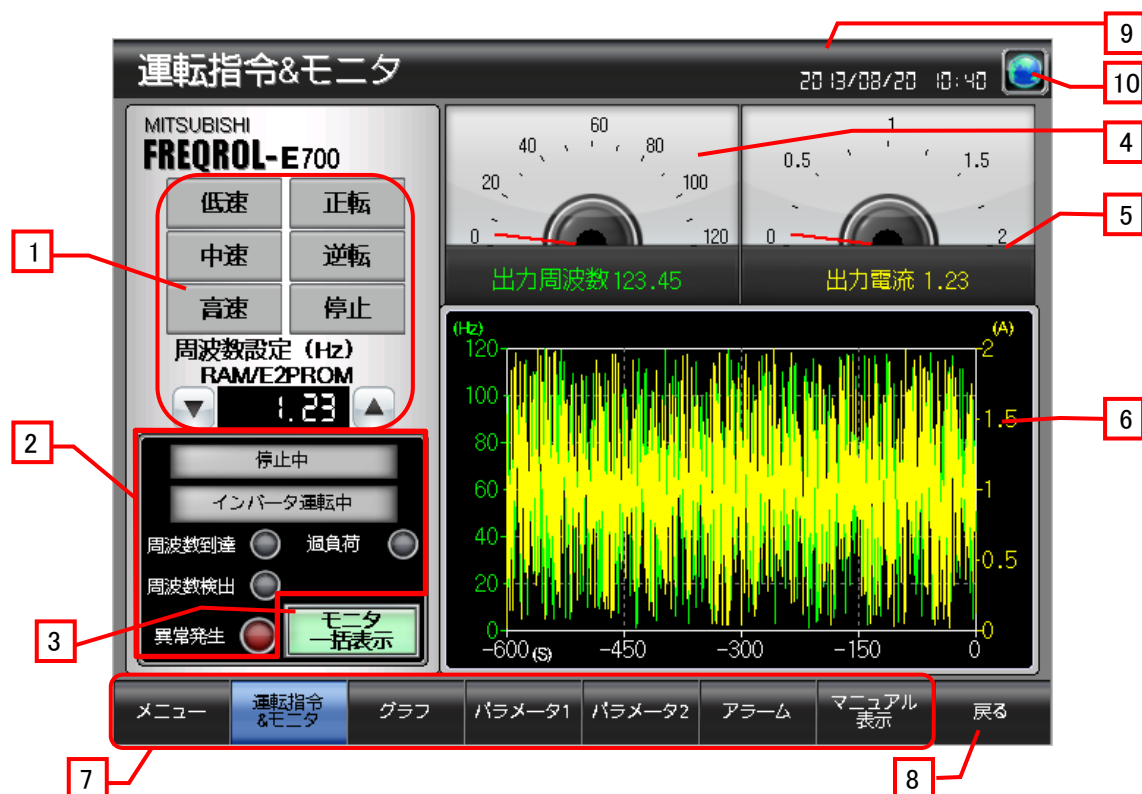 運転指令&モニタ
2013/08/20 10:40
9
10
MITSUBISHI
FREQROL-E700
低速 正転
中速 逆転
高速 停止
周波数設定 (Hz)
RAM/E2PROM
▼ 1.23 ▲
1
停止中
インバータ運転中
周波数到達 過負荷
周波数検出
異常発生
モニタ
一括表示
2
3
0 20 40 60 80 100 120
出力周波数123.45
0 0.5 1 1.5 2
出力電流 1.23
4
5
(Hz) (A)
120 2
100
80 1.5
60 1
40
20 0.5
0 0
-600 (S) -450 -300 -150 0
6
メニュー
運転指令
&モニタ
グラフ
パラメータ1
パラメータ2
アラーム
マニュアル
表示
戻る
7
8